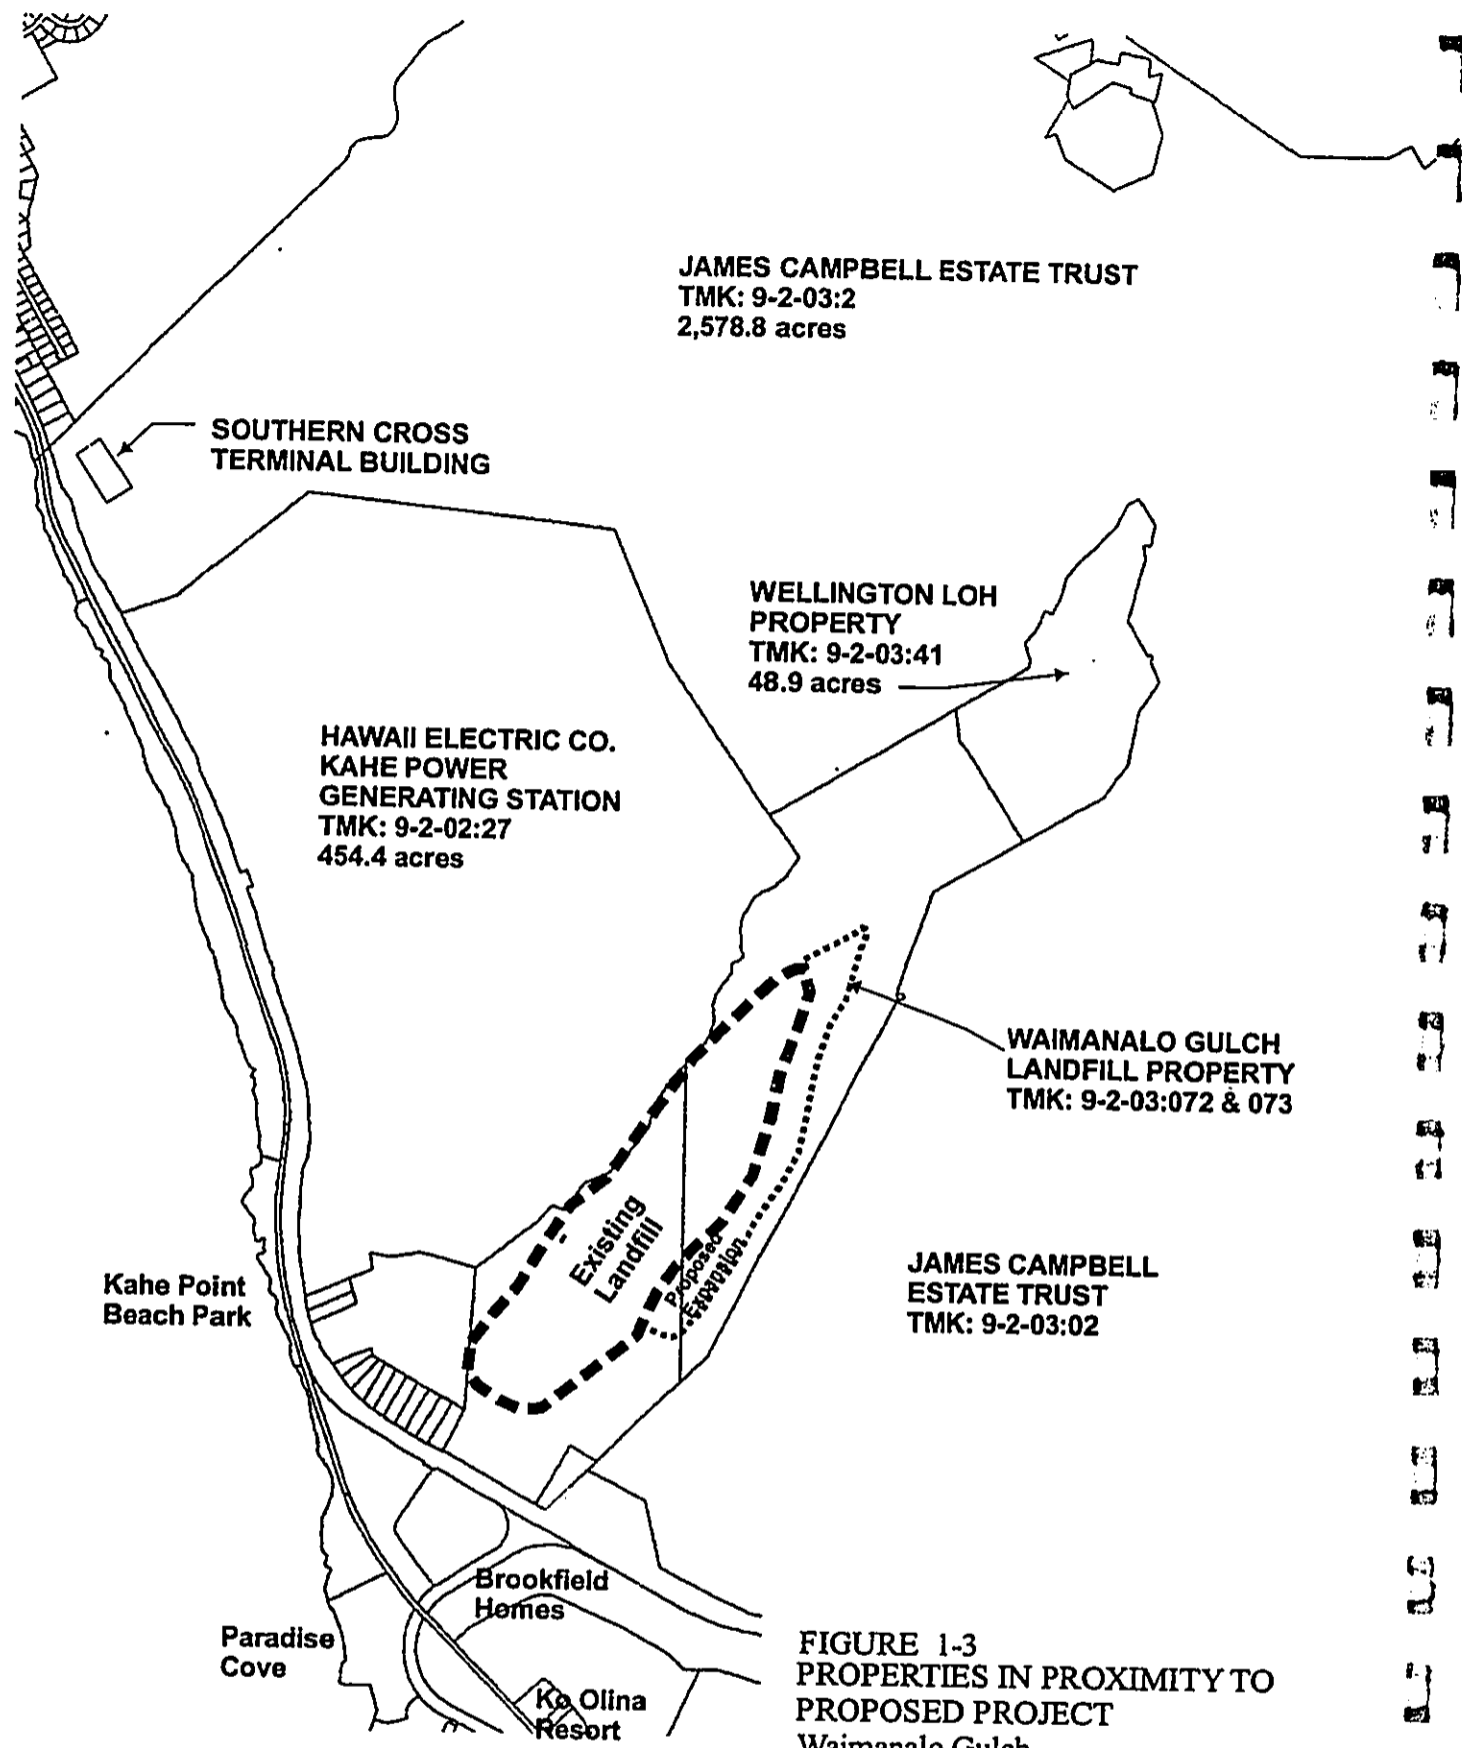 JAMES CAMPBELL ESTATE TRUST
TMK: 9-2-03:2
2,578.8 acres
SOUTHERN CROSS
TERMINAL BUILDING
WELLINGTON LOH
PROPERTY
TMK: 9-2-03:41
48.9 acres
HAWAII ELECTRIC CO.
KAHE POWER
GENERATING STATION
TMK: 9-2-02:27
454.4 acres
WAIMANALO GULCH
LANDFILL PROPERTY
TMK: 9-2-03:072 & 073
Existing
Landfill
Proposed
Expansion
JAMES CAMPBELL
ESTATE TRUST
TMK: 9-2-03:02
Kahe Point
Beach Park
Brookfield
Homes
Paradise
Cove
Ko Olina
Resort
FIGURE 1-3
PROPERTIES IN PROXIMITY TO
PROPOSED PROJECT
Waimanalo Gulch